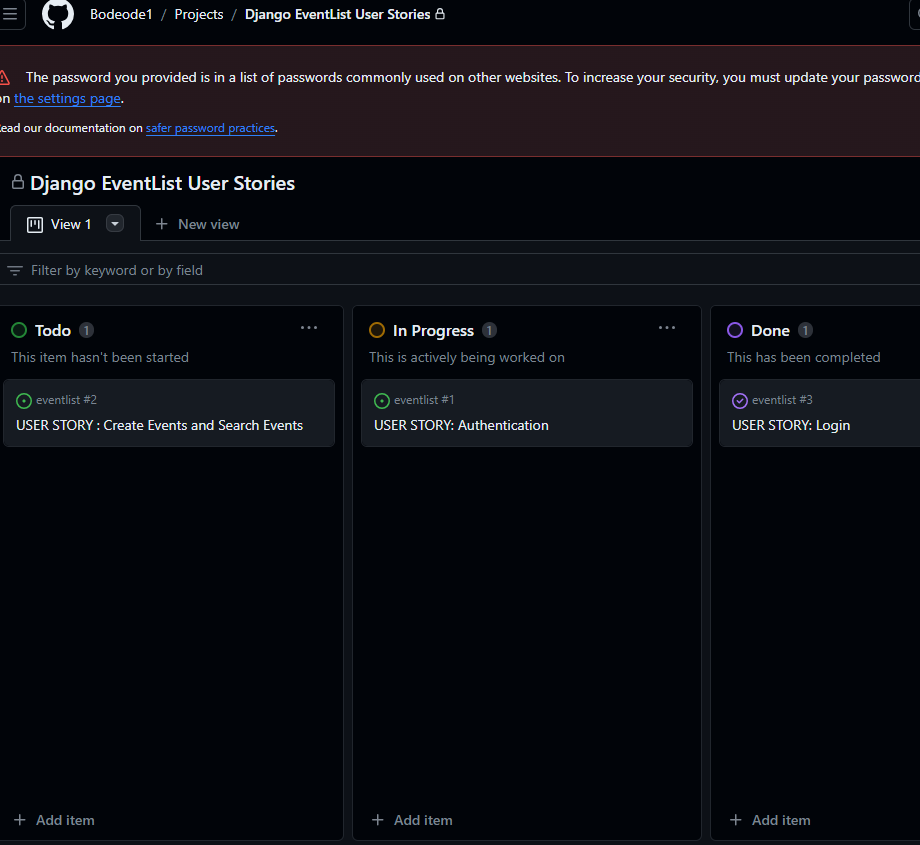 Bodeode1 / Projects / Django EventList User Stories
The password you provided is in a list of passwords commonly used on other websites. To increase your security, you must update your password
on the settings page.
Read our documentation on safer password practices.
Django EventList User Stories
View 1
New view
Filter by keyword or by field
Todo 1
This item hasn't been started
eventlist #2
USER STORY : Create Events and Search Events
Add item
In Progress 1
This is actively being worked on
eventlist #1
USER STORY: Authentication
Add item
Done 1
This has been completed
eventlist #3
USER STORY: Login
Add item